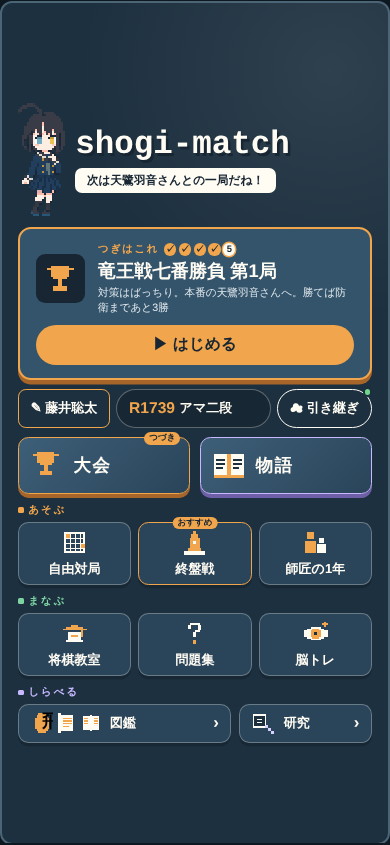 shogi-match
次は天鷺羽音さんとの一局だね！
つぎはこれ ✓✓✓✓5
竜王戦七番勝負 第1局
対策はばっちり。本番の天鷺羽音さんへ。勝てば防
衛まであと3勝
▶ はじめる
✎ 藤井聡太
R1739 アマ二段
☁ 引き継ぎ
つづき
大会
物語
あそぶ
自由対局
おすすめ
終盤戦
師匠の1年
まなぶ
将棋教室
問題集
脳トレ
しらべる
図鑑 ›
研究 ›